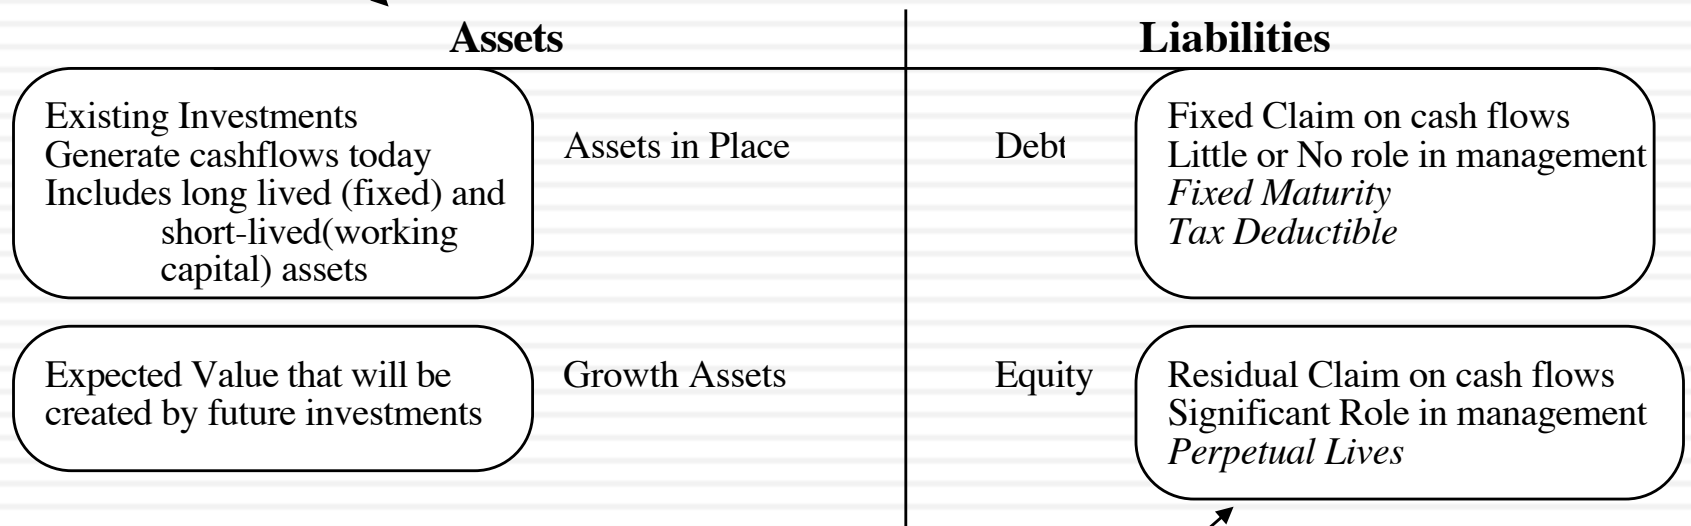 Assets
Liabilities
Existing Investments
Generate cashflows today
Includes long lived (fixed) and
short-lived(working
capital) assets
Assets in Place
Debt
Fixed Claim on cash flows
Little or No role in management
Fixed Maturity
Tax Deductible
Expected Value that will be
created by future investments
Growth Assets
Equity
Residual Claim on cash flows
Significant Role in management
Perpetual Lives